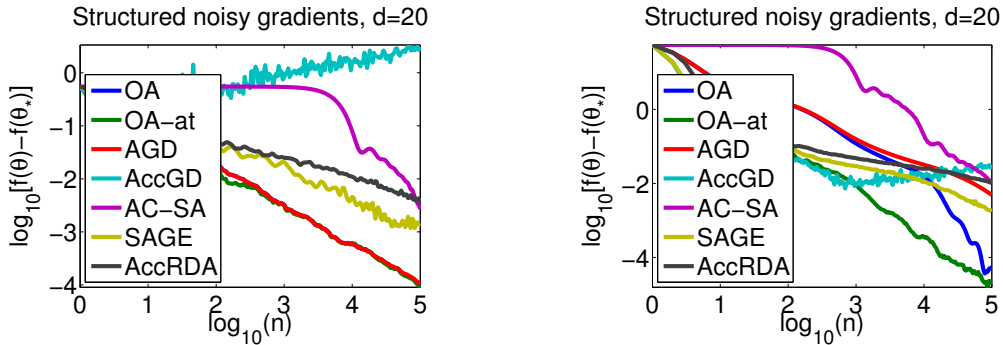 Structured noisy gradients, d=20
log10[f(θ)−f(θ*)]
0
−1
−2
−3
−4
OA
OA−at
AGD
AccGD
AC−SA
SAGE
AccRDA
0 1 2 3 4 5
log10(n)
Structured noisy gradients, d=20
log10[f(θ)−f(θ*)]
0
−2
−4
OA
OA−at
AGD
AccGD
AC−SA
SAGE
AccRDA
0 1 2 3 4 5
log10(n)